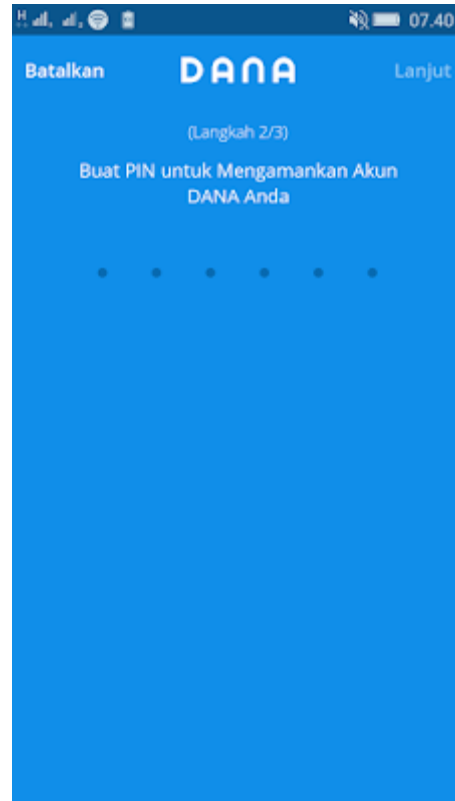 H 07.40
Batalkan DANA Lanjut
(Langkah 2/3)
Buat PIN untuk Mengamankan Akun
DANA Anda